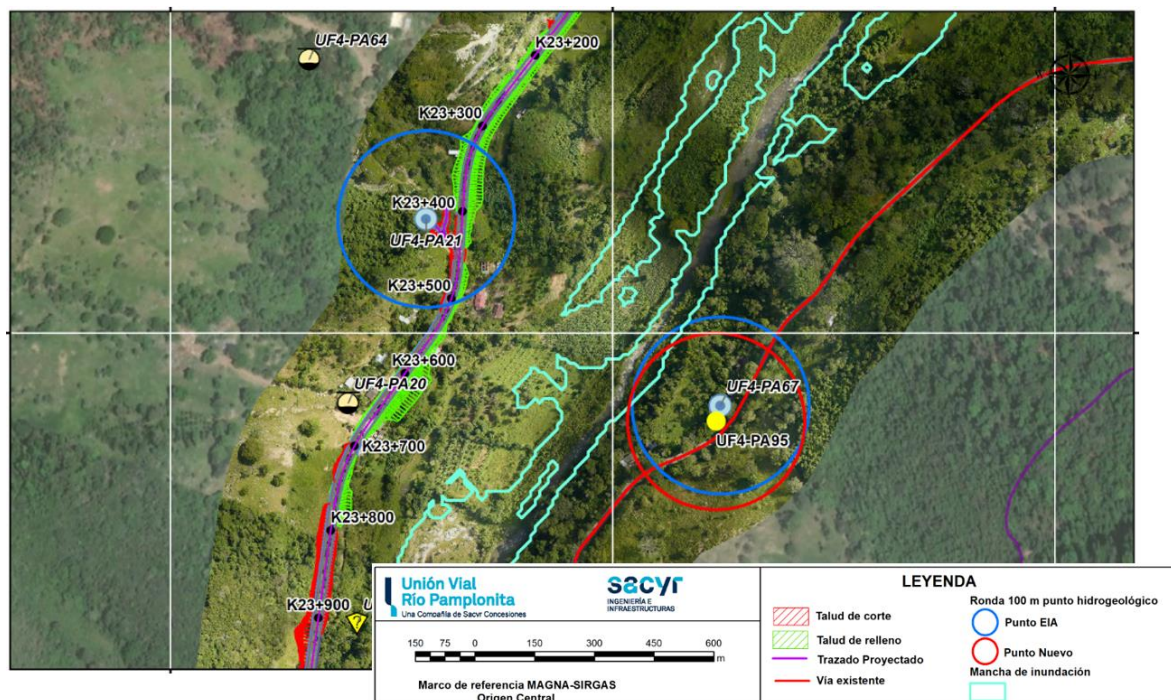 UF4-PA64
K23+200
K23+300
K23+400
UF4-PA21
K23+500
K23+600
UF4-PA20
UF4-PA67
UF4-PA95
K23+700
K23+800
K23+900
Unión Vial
Río Pamplonita
Una Compañía de Sacyr Concesiones
sacyr
INGENIERÍA E
INFRAESTRUCTURAS
150 75 0 150 300 450 600
m
Marco de referencia MAGNA-SIRGAS
Origen Central
LEYENDA
Talud de corte
Talud de relleno
Trazado Proyectado
Vía existente
Ronda 100 m punto hidrogeológico
Punto EIA
Punto Nuevo
Mancha de inundación